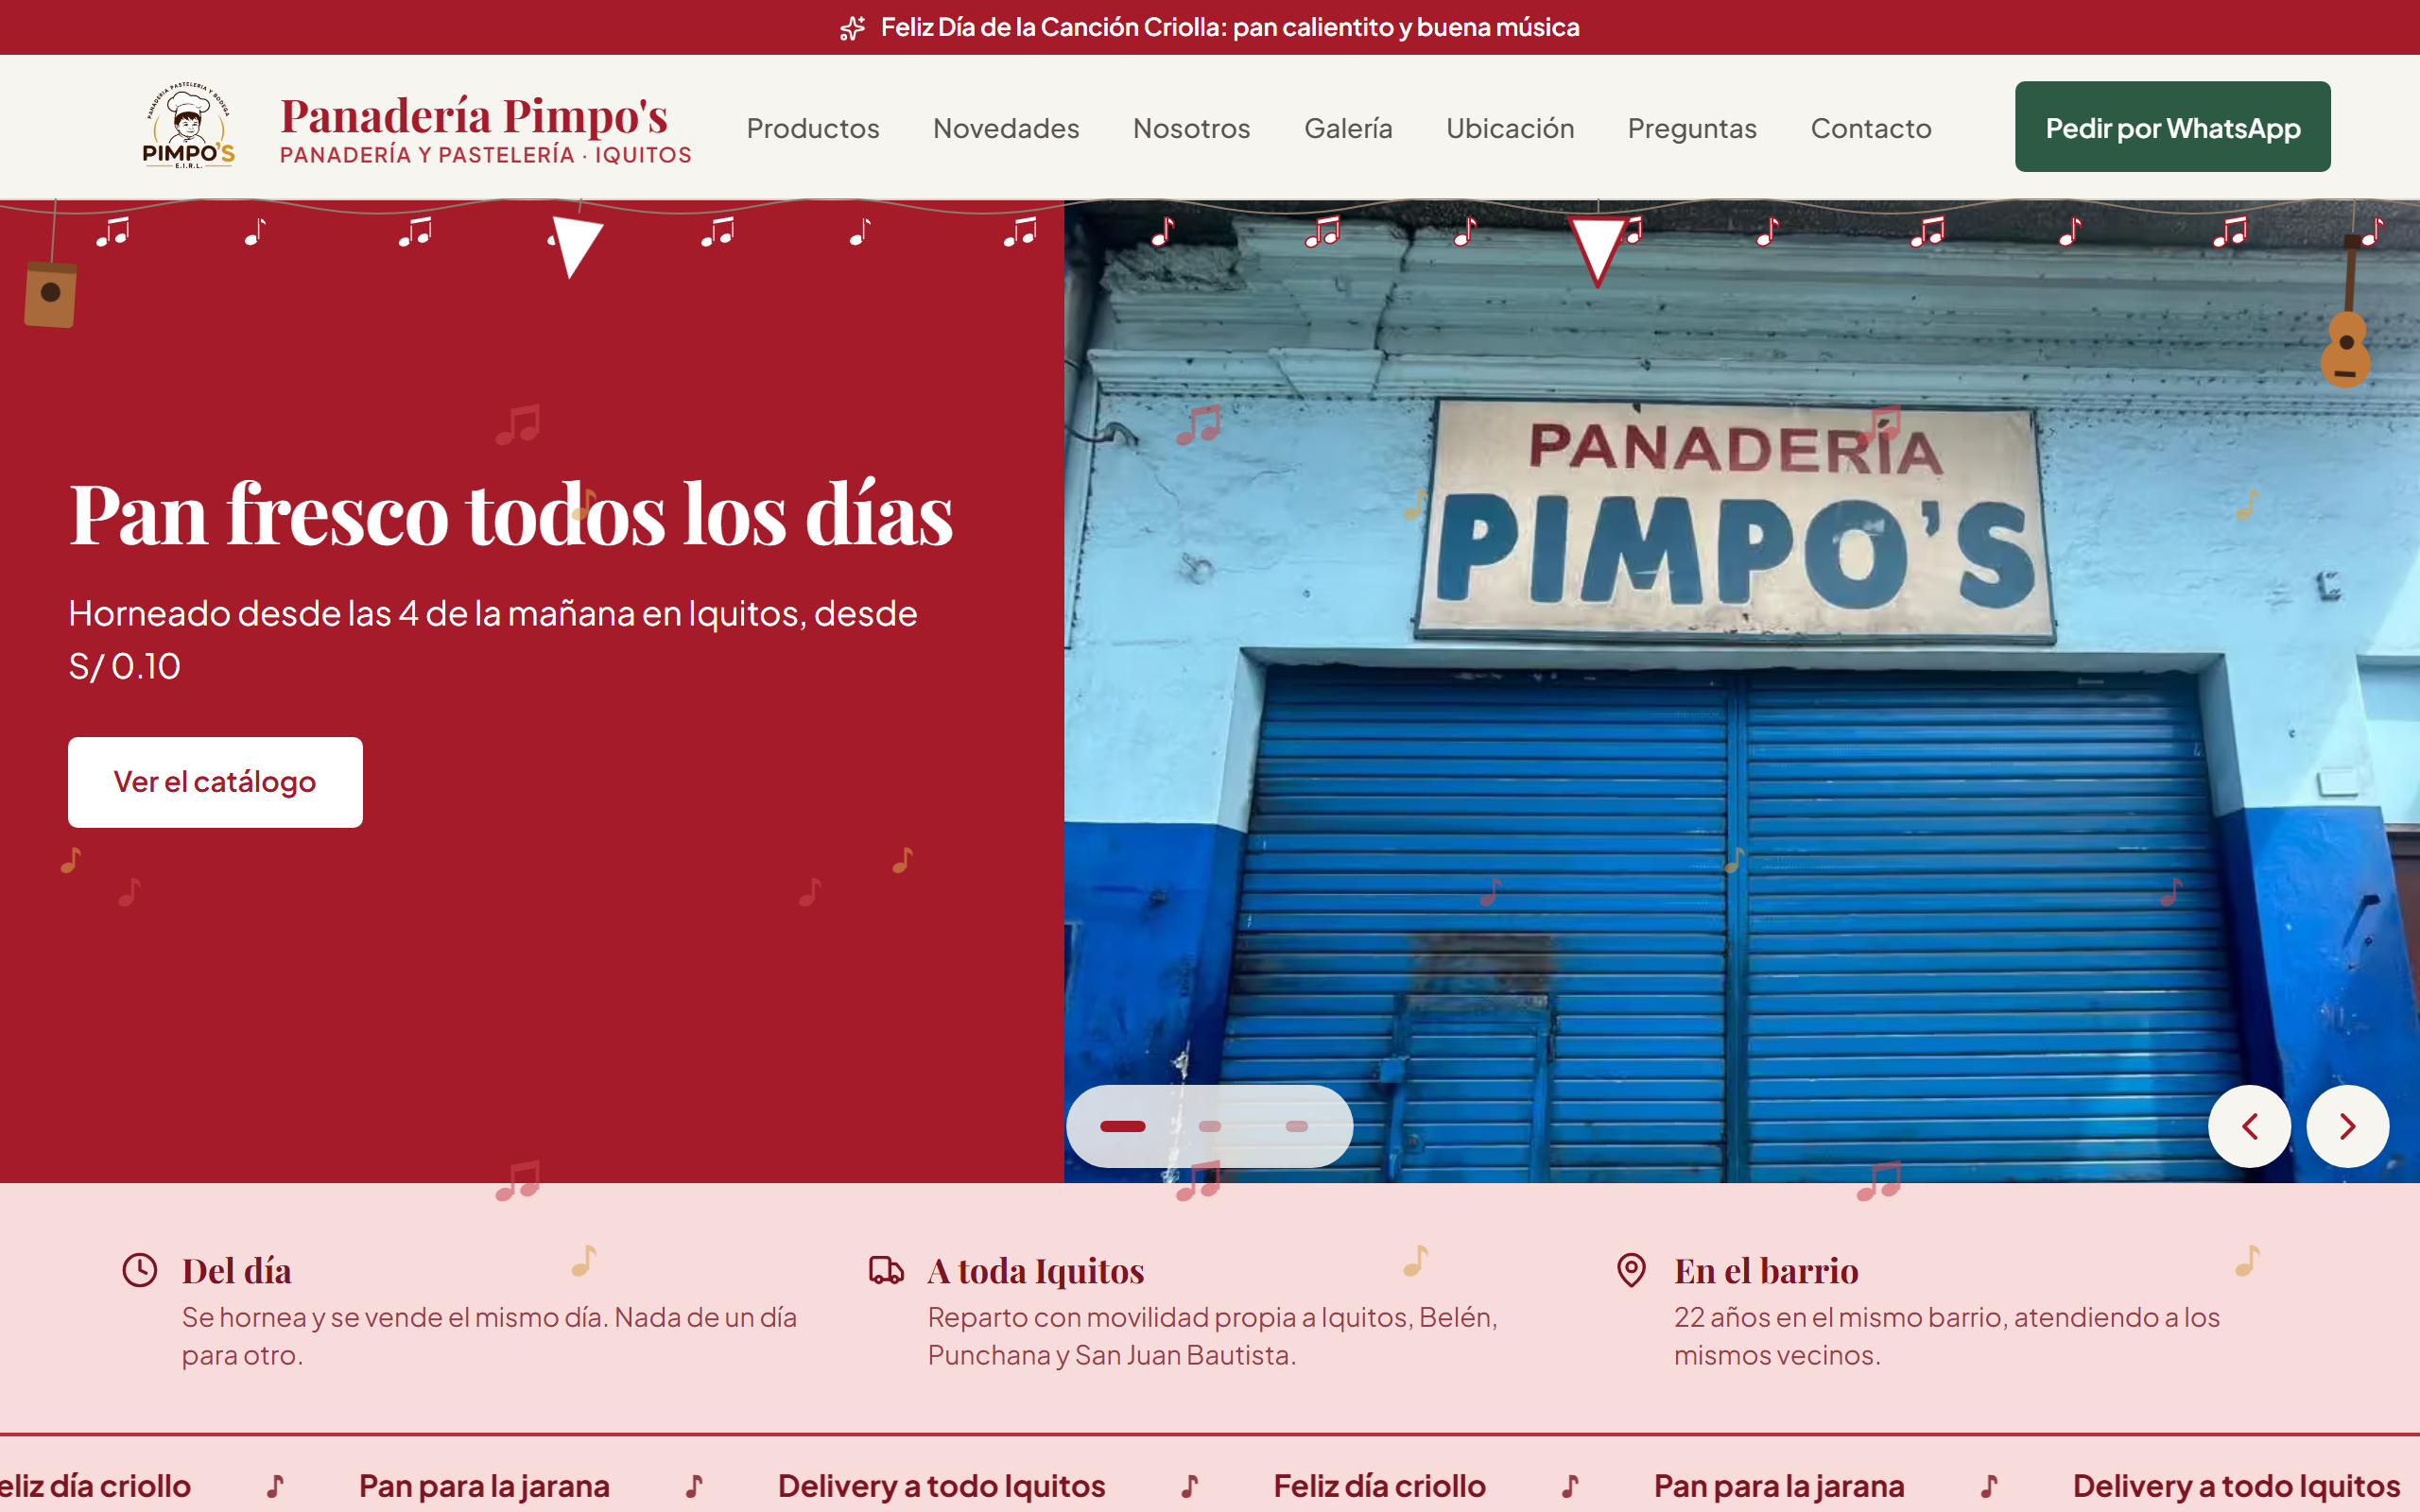 Feliz Día de la Canción Criolla: pan calientito y buena música
PANADERÍA PASTELERÍA Y BODEGA
PIMPO'S
E.I.R.L.
Panadería Pimpo's
PANADERÍA Y PASTELERÍA · IQUITOS
Productos
Novedades
Nosotros
Galería
Ubicación
Preguntas
Contacto
Pedir por WhatsApp
Pan fresco todos los días
Horneado desde las 4 de la mañana en Iquitos, desde
S/ 0.10
Ver el catálogo
PANADERÍA
PIMPO'S
Del día
Se hornea y se vende el mismo día. Nada de un día
para otro.
A toda Iquitos
Reparto con movilidad propia a Iquitos, Belén,
Punchana y San Juan Bautista.
En el barrio
22 años en el mismo barrio, atendiendo a los
mismos vecinos.
eliz día criollo ♪ Pan para la jarana ♪ Delivery a todo Iquitos ♪ Feliz día criollo ♪ Pan para la jarana ♪ Delivery a todo Iquitos